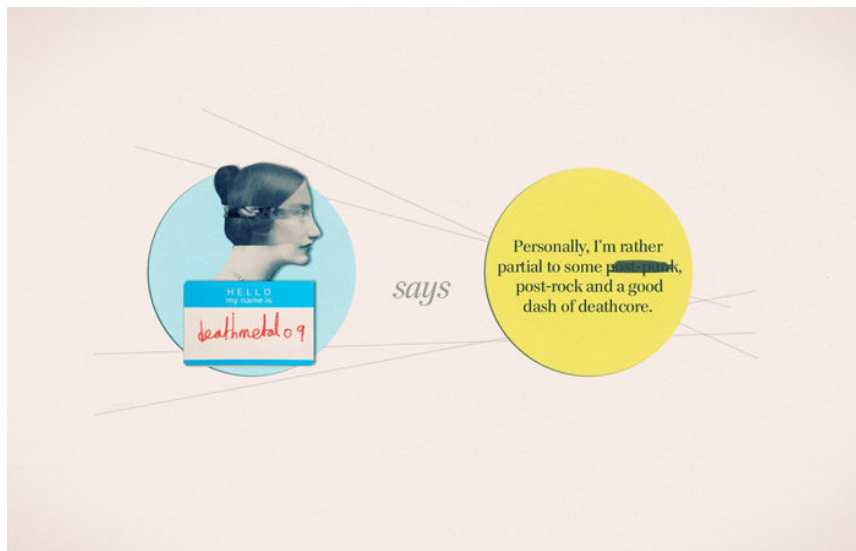 HELLO
my name is
deathmetal09
says
Personally, I'm rather
partial to some post-punk,
post-rock and a good
dash of deathcore.